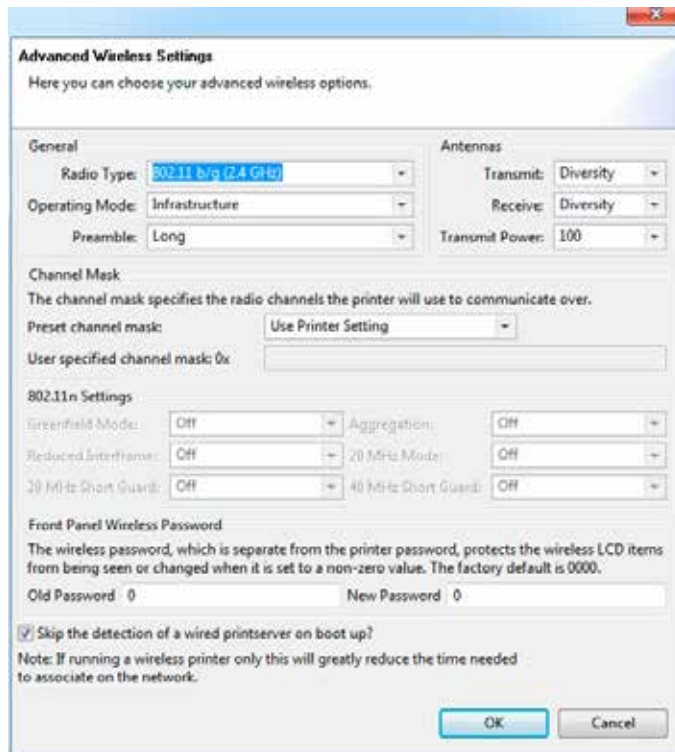 Advanced Wireless Settings
Here you can choose your advanced wireless options.
General
Antennas
Radio Type: 802.11 b/g (2.4 GHz)
Transmit: Diversity
Operating Mode: Infrastructure
Receive: Diversity
Preamble: Long
Transmit Power: 100
Channel Mask
The channel mask specifies the radio channels the printer will use to communicate over.
Preset channel mask: Use Printer Setting
User specified channel mask: 0x
802.11n Settings
Greenfield Mode: Off
Aggregation: Off
Reduced Interframe: Off
20 MHz Mode: Off
20 MHz Short Guard: Off
40 MHz Short Guard: Off
Front Panel Wireless Password
The wireless password, which is separate from the printer password, protects the wireless LCD items
from being seen or changed when it is set to a non-zero value. The factory default is 0000.
Old Password 0
New Password 0
Skip the detection of a wired printserver on boot up?
Note: If running a wireless printer only this will greatly reduce the time needed
to associate on the network.
OK
Cancel